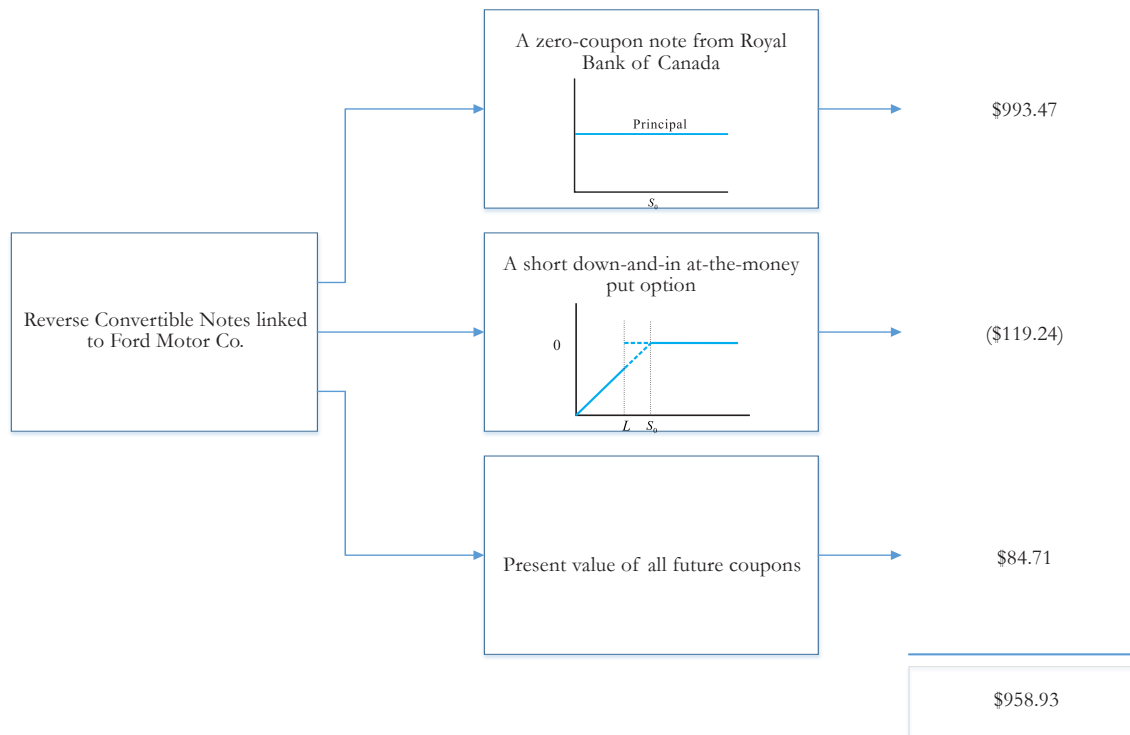 A zero-coupon note from Royal
Bank of Canada
Principal
S₀
$993.47
Reverse Convertible Notes linked
to Ford Motor Co.
A short down-and-in at-the-money
put option
0
L S₀
($119.24)
Present value of all future coupons
$84.71
$958.93